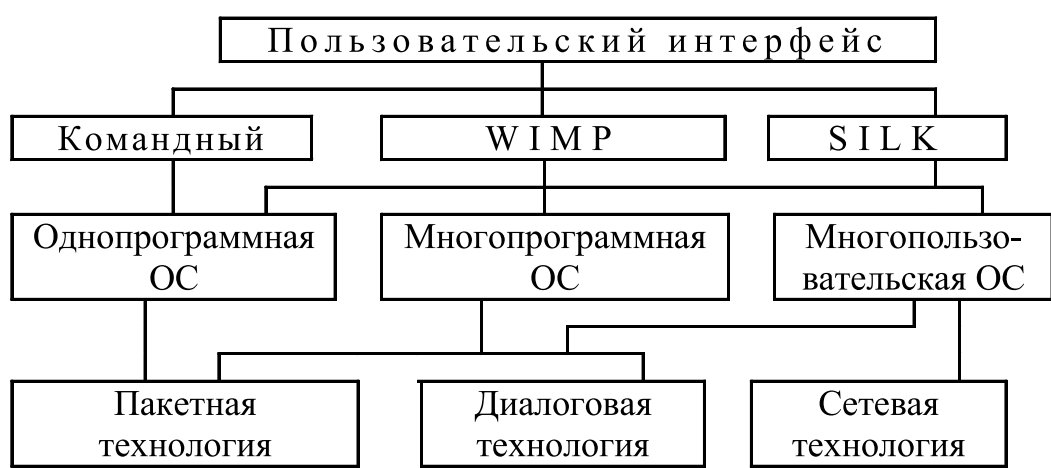 Пользовательский интерфейс
Командный
WIMP
SILK
Однопрограммная
ОС
Многопрограммная
ОС
Многопользо-
вательская ОС
Пакетная
технология
Диалоговая
технология
Сетевая
технология